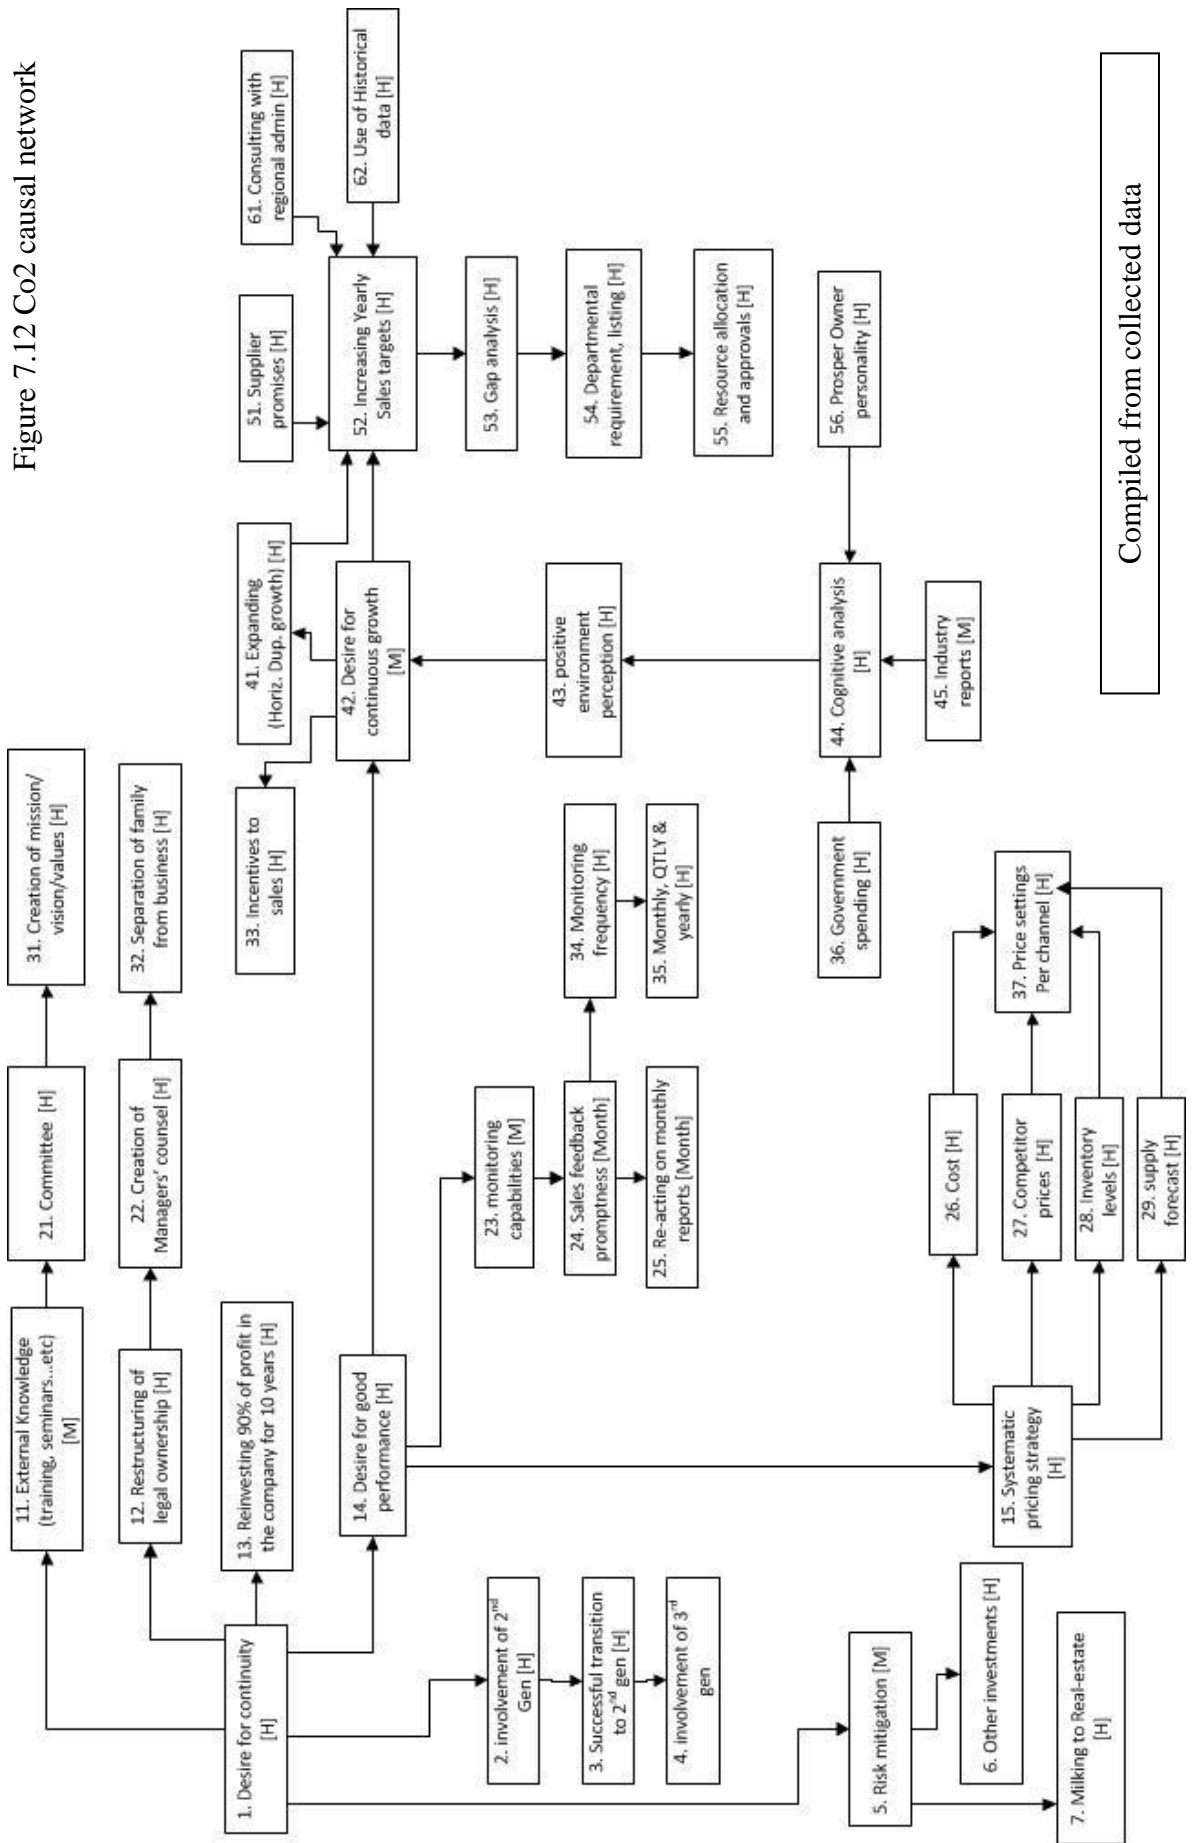 Figure 7.12 Co2 causal network
1. Desire for continuity
[H]
2. involvement of 2nd
Gen [H]
3. Successful transition
to 2nd gen [H]
4. involvement of 3rd
gen
5. Risk mitigation [M]
6. Other investments [H]
7. Milking to Real-estate
[H]
11. External Knowledge
(training, seminars...etc)
[M]
12. Restructuring of
legal ownership [H]
13. Reinvesting 90% of profit in
the company for 10 years [H]
14. Desire for good
performance [H]
15. Systematic
pricing strategy
[H]
21. Committee [H]
22. Creation of
Managers' counsel [H]
23. monitoring
capabilities [M]
24. Sales feedback
promptness [Month]
25. Re-acting on monthly
reports [Month]
26. Cost [H]
27. Competitor
prices [H]
28. Inventory
levels [H]
29. supply
forecast [H]
31. Creation of mission/
vision/values [H]
32. Separation of family
from business [H]
33. Incentives to
sales [H]
34. Monitoring
frequency [H]
35. Monthly, QTLY &
yearly [H]
36. Government
spending [H]
37. Price settings
Per channel [H]
41. Expanding
(Horiz. Dup. growth) [H]
42. Desire for
continuous growth
[M]
43. positive
environment
perception [H]
44. Cognitive analysis
[H]
45. Industry
reports [M]
51. Supplier
promises [H]
52. Increasing Yearly
Sales targets [H]
53. Gap analysis [H]
54. Departmental
requirement, listing [H]
55. Resource allocation
and approvals [H]
56. Prosper Owner
personality [H]
61. Consulting with
regional admin [H]
62. Use of Historical
data [H]
Compiled from collected data